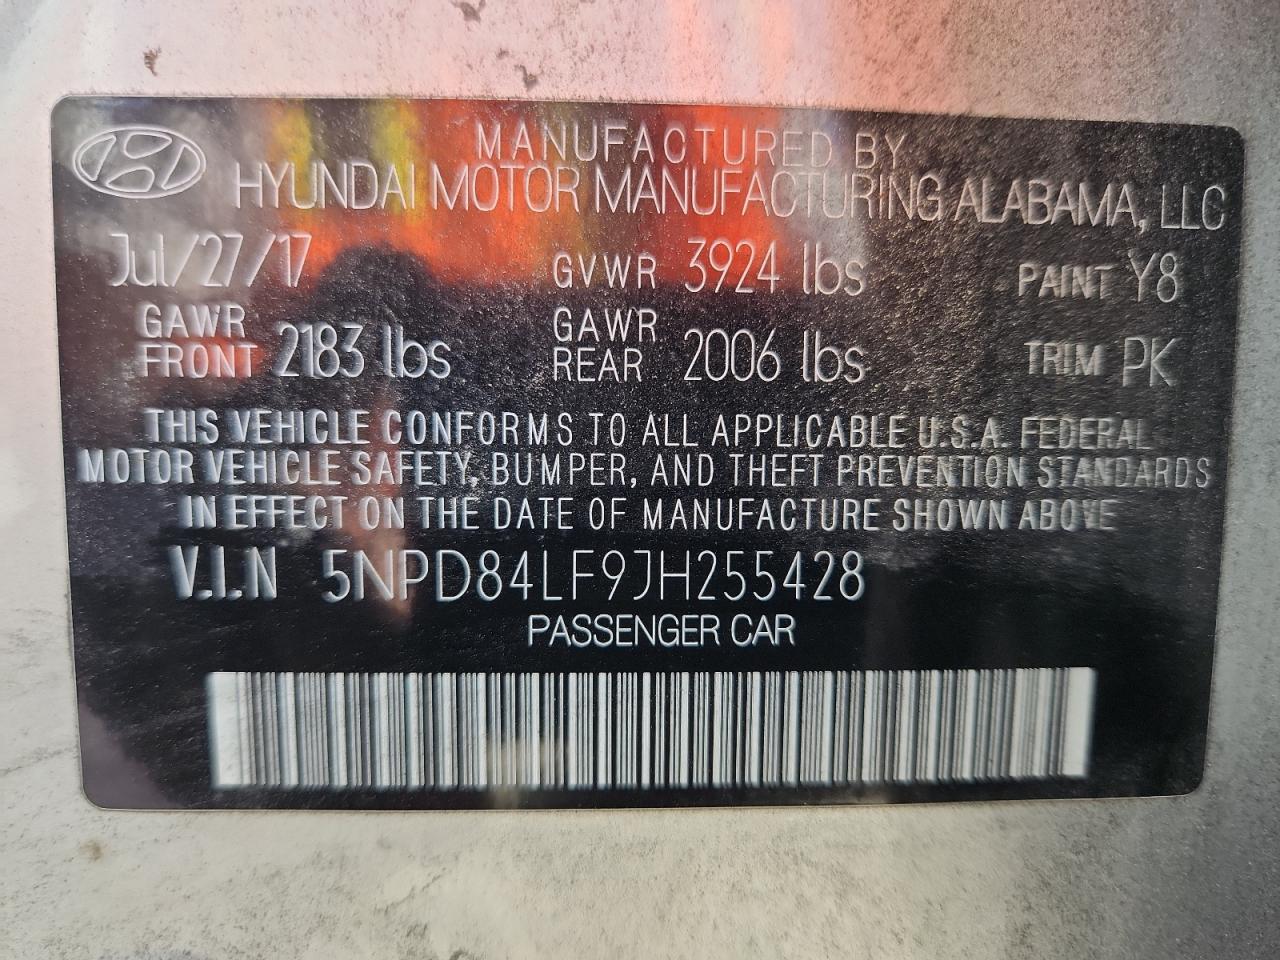 MANUFACTURED BY
HYUNDAI MOTOR MANUFACTURING ALABAMA, LLC
Jul/27/17 GVWR 3924 lbs PAINT Y8
GAWR FRONT 2183 lbs GAWR REAR 2006 lbs TRIM PK
THIS VEHICLE CONFORMS TO ALL APPLICABLE U.S.A. FEDERAL
MOTOR VEHICLE SAFETY, BUMPER, AND THEFT PREVENTION STANDARDS
IN EFFECT ON THE DATE OF MANUFACTURE SHOWN ABOVE
V.I.N 5NPD84LF9JH255428
PASSENGER CAR